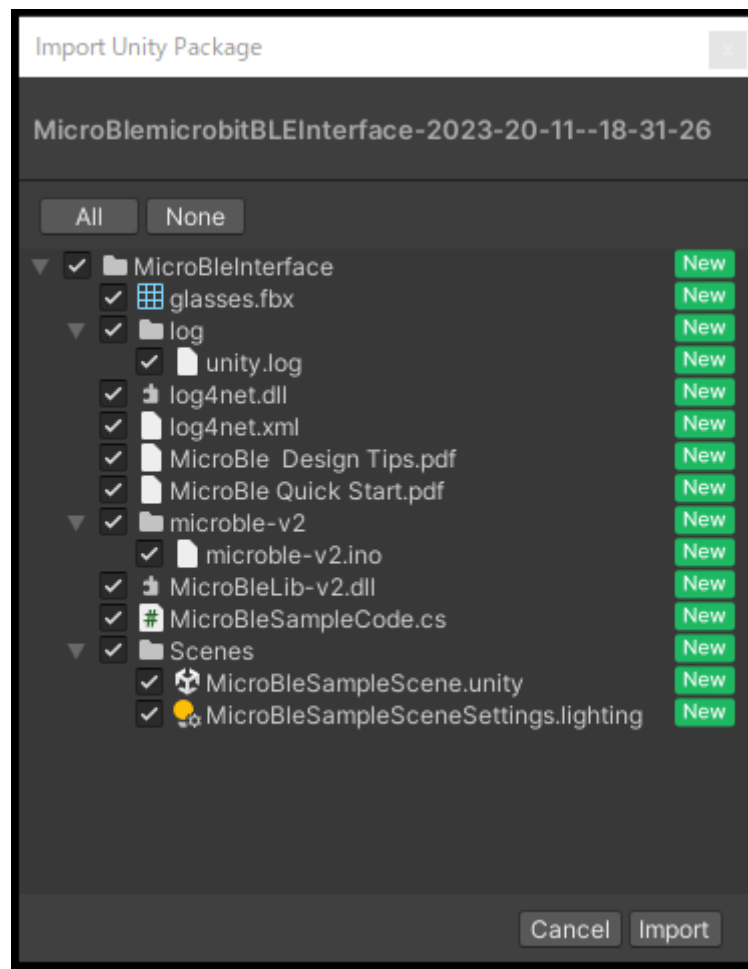 Import Unity Package
x
MicroBlemicrobitBLEInterface-2023-20-11--18-31-26
All None
MicroBleInterface New
glasses.fbx New
log New
unity.log New
log4net.dll New
log4net.xml New
MicroBle  Design Tips.pdf New
MicroBle Quick Start.pdf New
microble-v2 New
microble-v2.ino New
MicroBleLib-v2.dll New
# MicroBleSampleCode.cs New
Scenes New
MicroBleSampleScene.unity New
MicroBleSampleSceneSettings.lighting New
Cancel Import